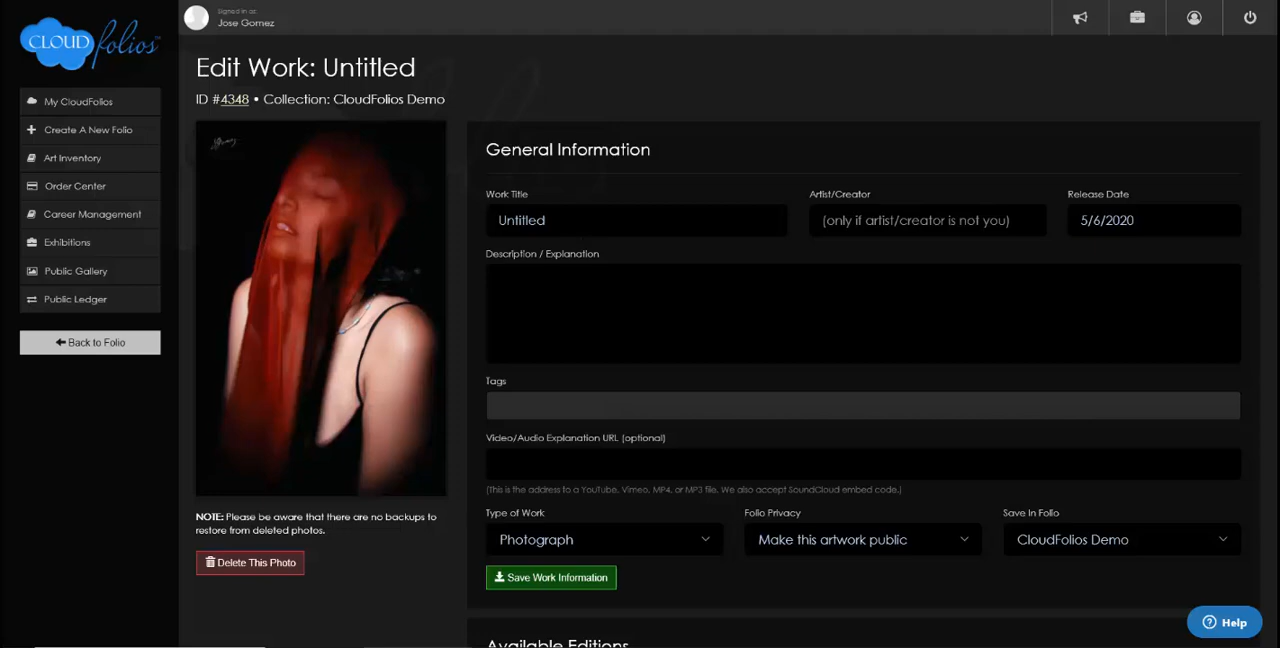 CLOUD folios
Signed in as:
Jose Gomez
My CloudFolios
Create A New Folio
Art Inventory
Order Center
Career Management
Exhibitions
Public Gallery
Public Ledger
Back to Folio
Edit Work: Untitled
ID #4348 • Collection: CloudFolios Demo
NOTE: Please be aware that there are no backups to
restore from deleted photos.
Delete This Photo
General Information
Work Title
Artist/Creator
Release Date
Untitled
(only if artist/creator is not you)
5/6/2020
Description / Explanation
Tags
Video/Audio Explanation URL (optional)
(This is the address to a YouTube, Vimeo, MP4, or MP3 file. We also accept SoundCloud embed code.)
Type of Work
Folio Privacy
Save In Folio
Photograph
Make this artwork public
CloudFolios Demo
Save Work Information
Available Editions
Help